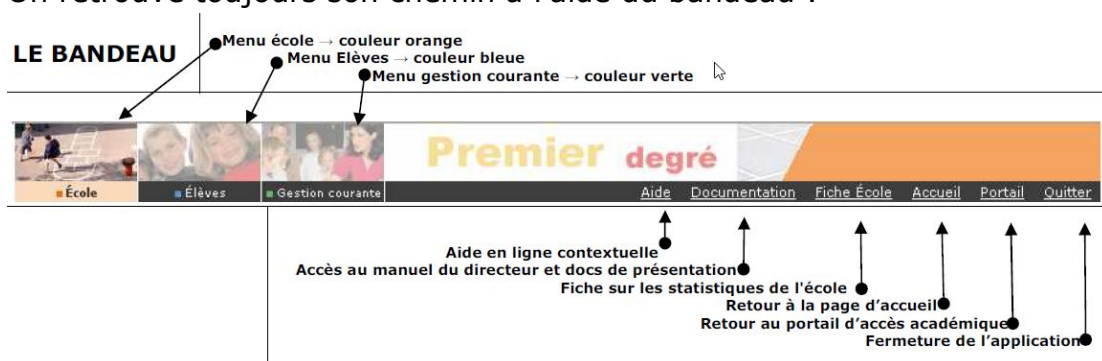 On retrouve toujours son chemin à l'aide du bandeau :
LE BANDEAU
Menu école → couleur orange
Menu Elèves → couleur bleue
Menu gestion courante → couleur verte
Premier degré
École
Élèves
Gestion courante
Aide Documentation Fiche École Accueil Portail Quitter
Aide en ligne contextuelle
Accès au manuel du directeur et docs de présentation
Fiche sur les statistiques de l'école
Retour à la page d'accueil
Retour au portail d'accès académique
Fermeture de l'application